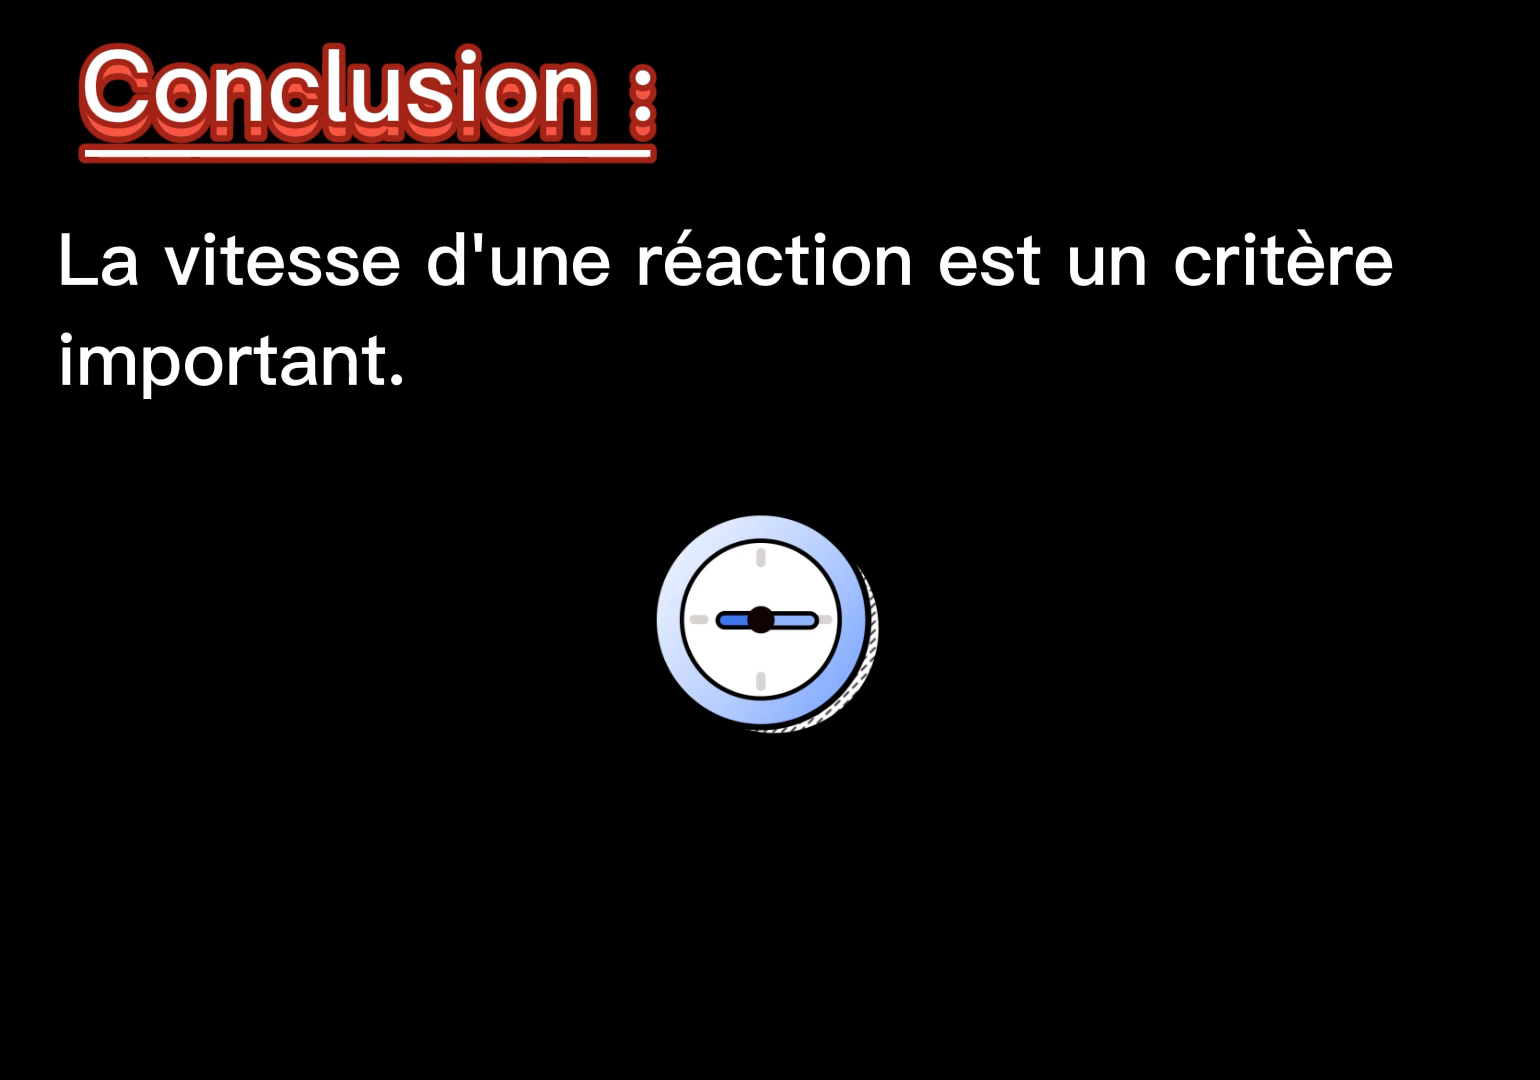 Conclusion :
La vitesse d'une réaction est un critère
important.